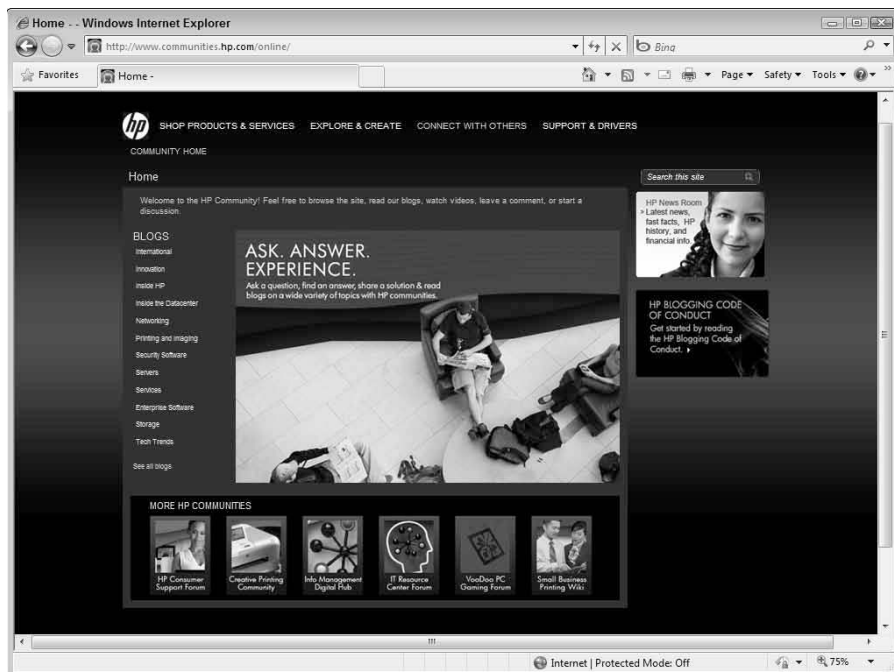 Home - - Windows Internet Explorer
http://www.communities.hp.com/online/
Bing
Favorites
Home -
Page
Safety
Tools
hp
SHOP PRODUCTS & SERVICES
EXPLORE & CREATE
CONNECT WITH OTHERS
SUPPORT & DRIVERS
COMMUNITY HOME
Home
Search this site
Welcome to the HP Community! Feel free to browse the site, read our blogs, watch videos, leave a comment, or start a
discussion.
BLOGS
International
Innovation
Inside HP
Inside the Datacenter
Networking
Printing and imaging
Security Software
Servers
Services
Enterprise Software
Storage
Tech Trends
See all blogs
ASK. ANSWER.
EXPERIENCE.
Ask a question, find an answer, share a solution & read
blogs on a wide variety of topics with HP communities.
HP News Room
> Latest news,
fast facts, HP
history, and
financial info.
HP BLOGGING CODE
OF CONDUCT
Get started by reading
the HP Blogging Code of
Conduct.
MORE HP COMMUNITIES
HP Consumer
Support Forum
Creative Printing
Community
Info Management
Digital Hub
IT Resource
Center Forum
VooDoo PC
Gaming Forum
Small Business
Printing Wiki
Internet | Protected Mode: Off
75%